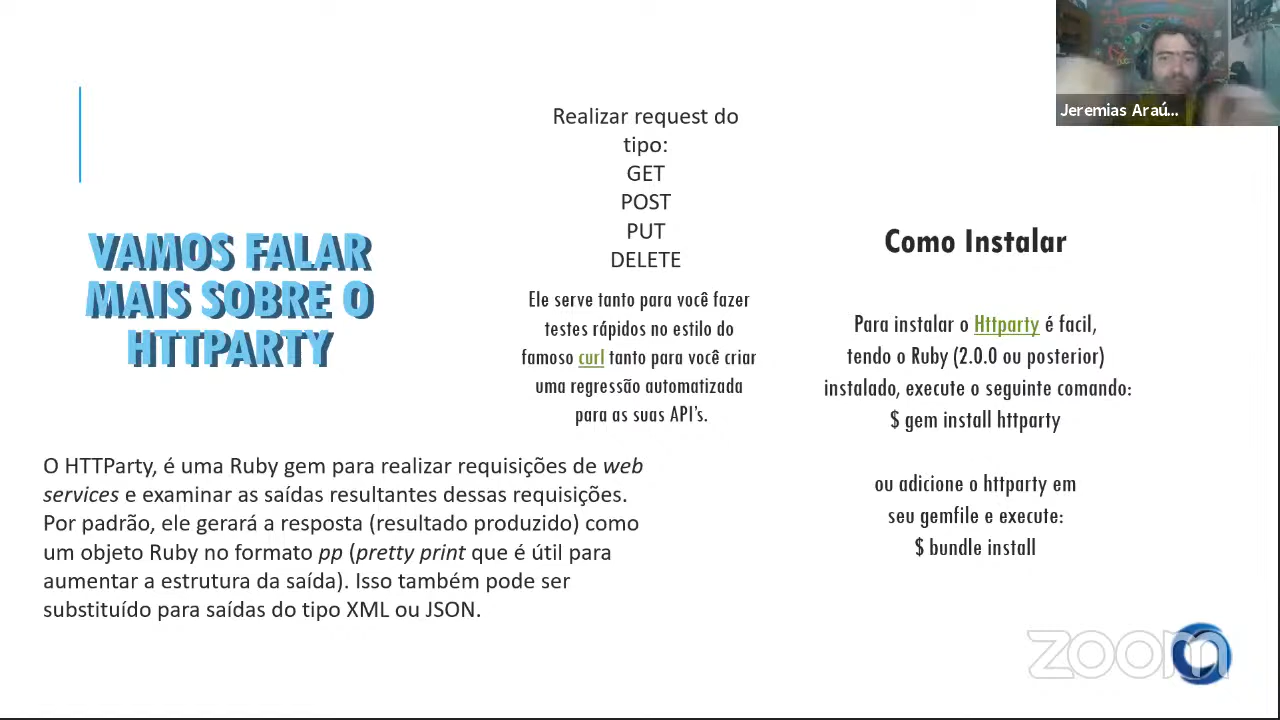 Jeremias Araú...
VAMOS FALAR
MAIS SOBRE O
HTTPARTY
O HTTParty, é uma Ruby gem para realizar requisições de web
services e examinar as saídas resultantes dessas requisições.
Por padrão, ele gerará a resposta (resultado produzido) como
um objeto Ruby no formato pp (pretty print que é útil para
aumentar a estrutura da saída). Isso também pode ser
substituído para saídas do tipo XML ou JSON.
Realizar request do
tipo:
GET
POST
PUT
DELETE
Ele serve tanto para você fazer
testes rápidos no estilo do
famoso curl tanto para você criar
uma regressão automatizada
para as suas API's.
Como Instalar
Para instalar o Httparty é facil,
tendo o Ruby (2.0.0 ou posterior)
instalado, execute o seguinte comando:
$ gem install httparty
ou adicione o httparty em
seu gemfile e execute:
$ bundle install
zoom